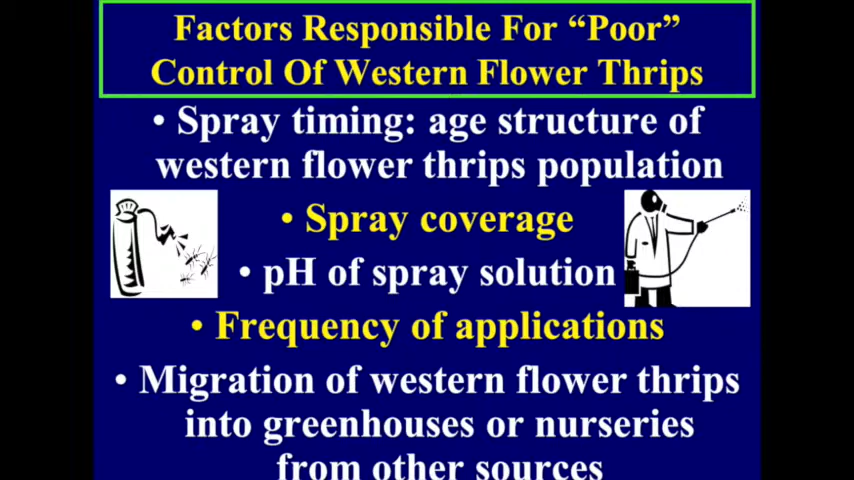 Factors Responsible For “Poor”
Control Of Western Flower Thrips
• Spray timing: age structure of
western flower thrips population
• Spray coverage
• pH of spray solution
• Frequency of applications
• Migration of western flower thrips
into greenhouses or nurseries
from other sources